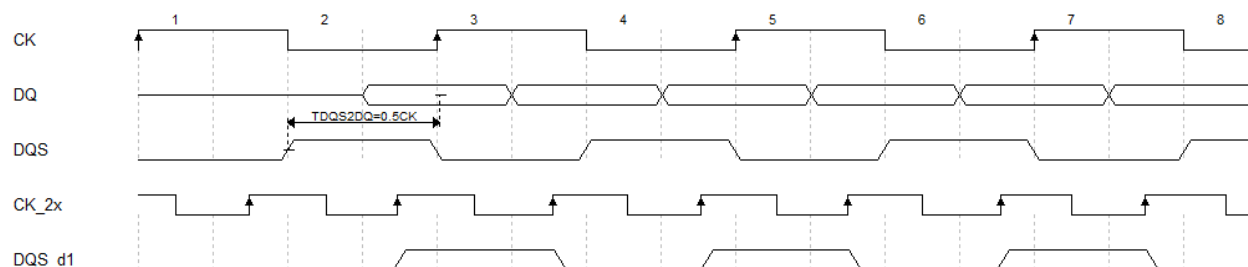 1 2 3 4 5 6 7 8
CK
DQ
TDQS2DQ=0.5CK
DQS
CK_2x
DQS_d1